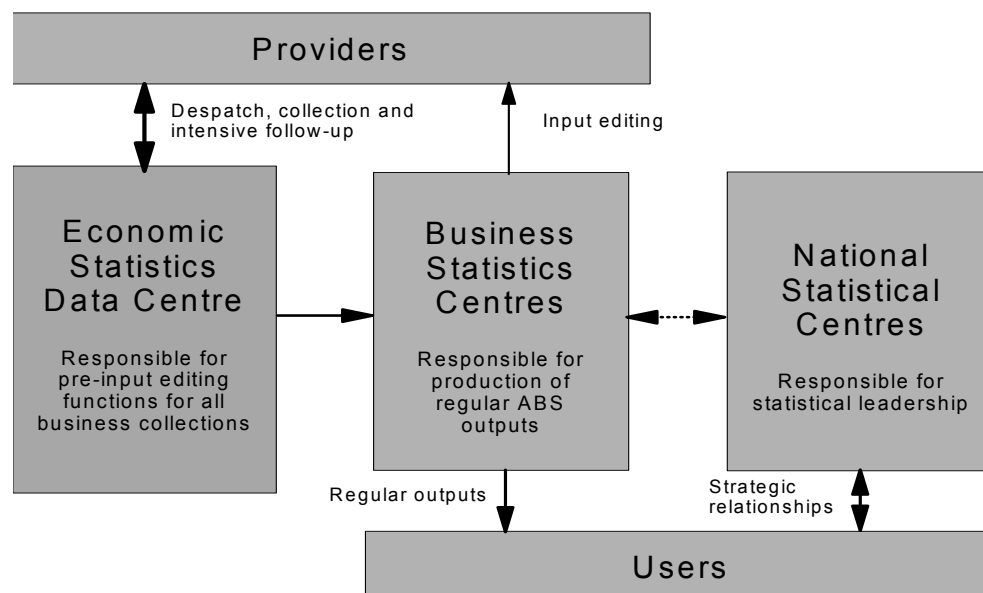 Providers
Despatch, collection and
intensive follow-up
Input editing
Economic
Statistics
Data Centre
Responsible for
pre-input editing
functions for all
business collections
Business
Statistics
Centres
Responsible for
production of
regular ABS
outputs
National
Statistical
Centres
Responsible for
statistical leadership
Regular outputs
Strategic
relationships
Users